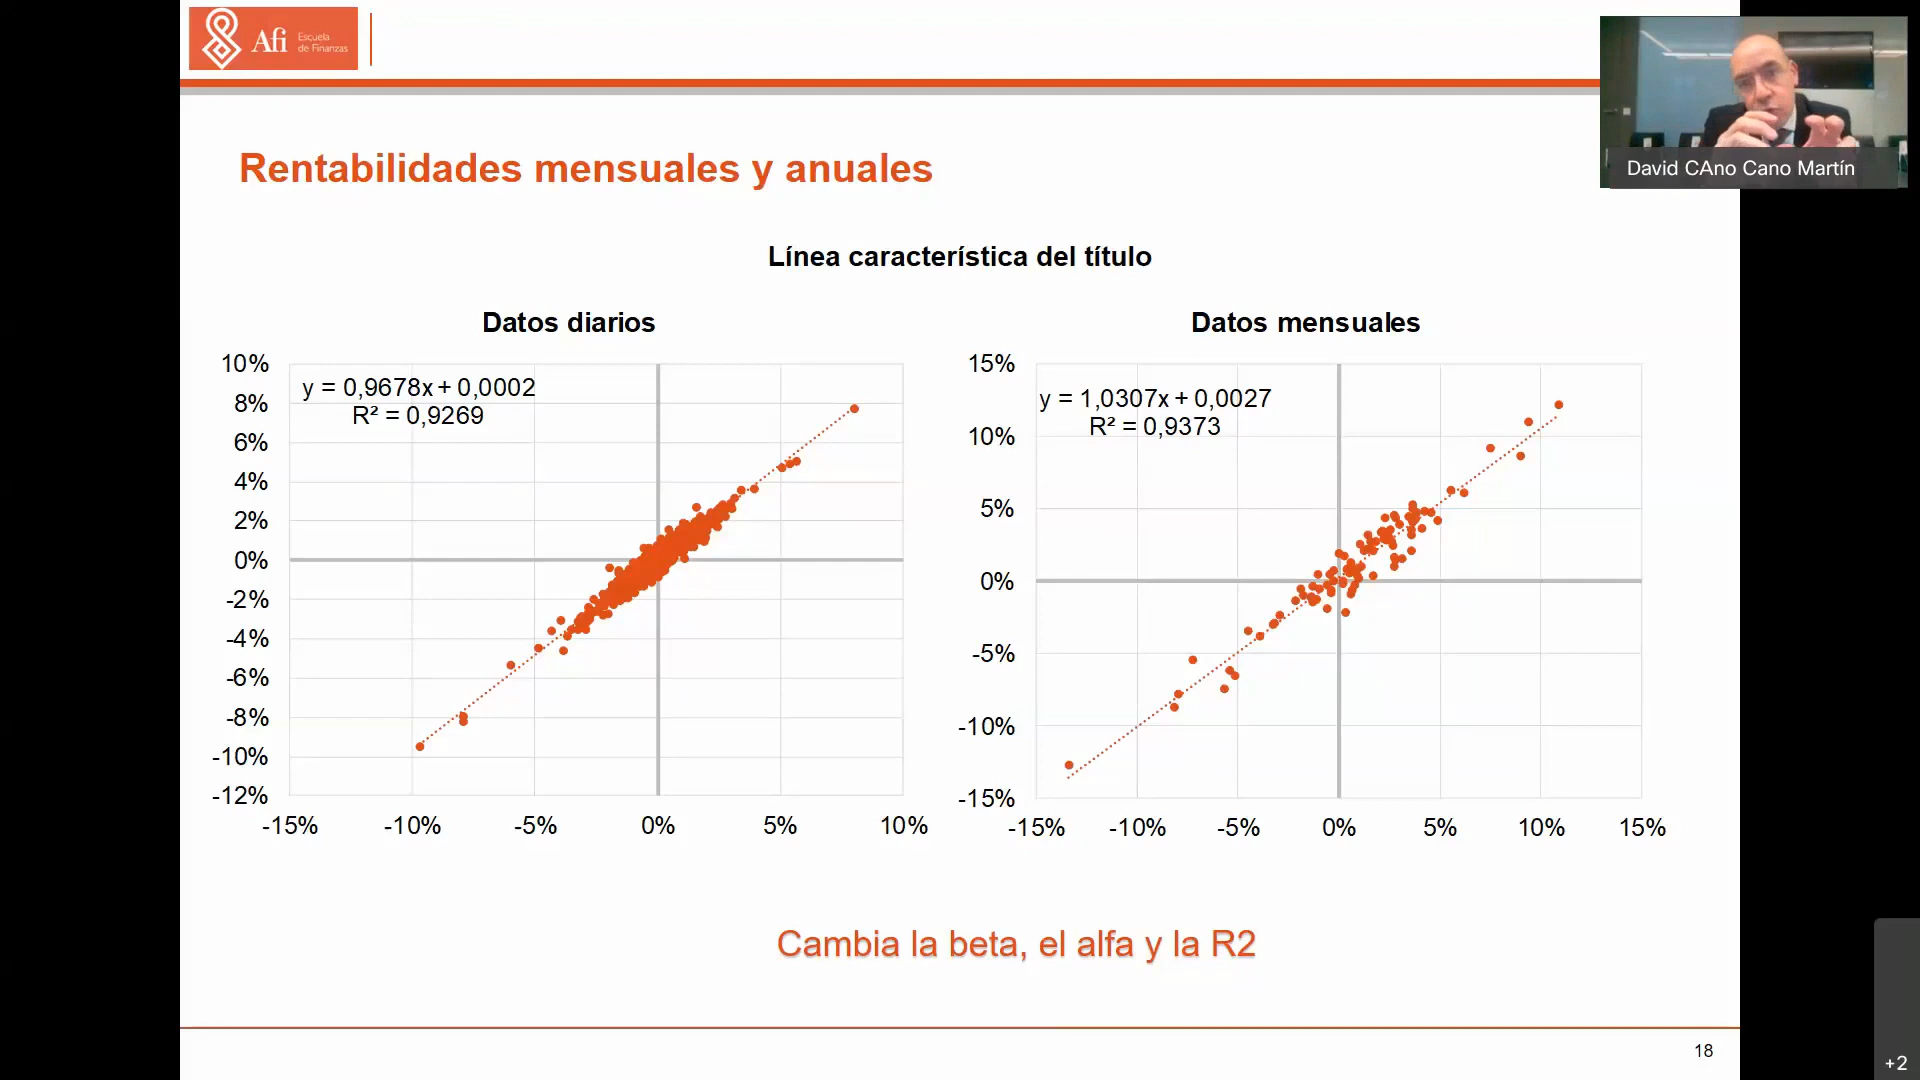 Afi Escuela
de Finanzas
David CAno Cano Martín
Rentabilidades mensuales y anuales
Línea característica del título
Datos diarios
10%
8%
6%
4%
2%
0%
-2%
-4%
-6%
-8%
-10%
-12%
y = 0,9678x + 0,0002
R² = 0,9269
-15% -10% -5% 0% 5% 10%
Datos mensuales
15%
10%
5%
0%
-5%
-10%
-15%
y = 1,0307x + 0,0027
R² = 0,9373
-15% -10% -5% 0% 5% 10% 15%
Cambia la beta, el alfa y la R2
18
+2